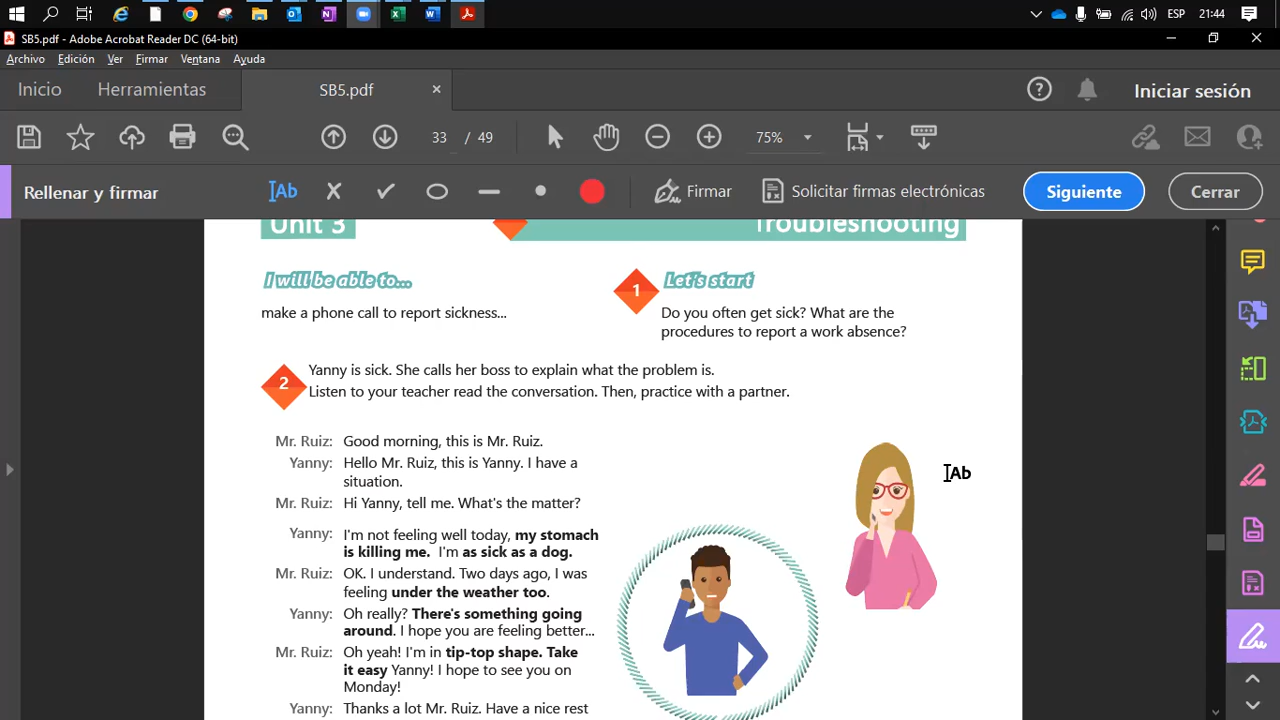 ESP 21:44
SB5.pdf - Adobe Acrobat Reader DC (64-bit)
Archivo Edición Ver Firmar Ventana Ayuda
Inicio Herramientas SB5.pdf × Iniciar sesión
33 / 49 75%
Rellenar y firmar Ab Firmar Solicitar firmas electrónicas Siguiente Cerrar
Unit 3 Troubleshooting
I will be able to...
make a phone call to report sickness...
1 Let's start
Do you often get sick? What are the
procedures to report a work absence?
2 Yanny is sick. She calls her boss to explain what the problem is.
Listen to your teacher read the conversation. Then, practice with a partner.
Mr. Ruiz: Good morning, this is Mr. Ruiz.
Yanny: Hello Mr. Ruiz, this is Yanny. I have a
situation.
Mr. Ruiz: Hi Yanny, tell me. What's the matter?
Yanny: I'm not feeling well today, my stomach
is killing me. I'm as sick as a dog.
Mr. Ruiz: OK. I understand. Two days ago, I was
feeling under the weather too.
Yanny: Oh really? There's something going
around. I hope you are feeling better...
Mr. Ruiz: Oh yeah! I'm in tip-top shape. Take
it easy Yanny! I hope to see you on
Monday!
Yanny: Thanks a lot Mr. Ruiz. Have a nice rest
Ab